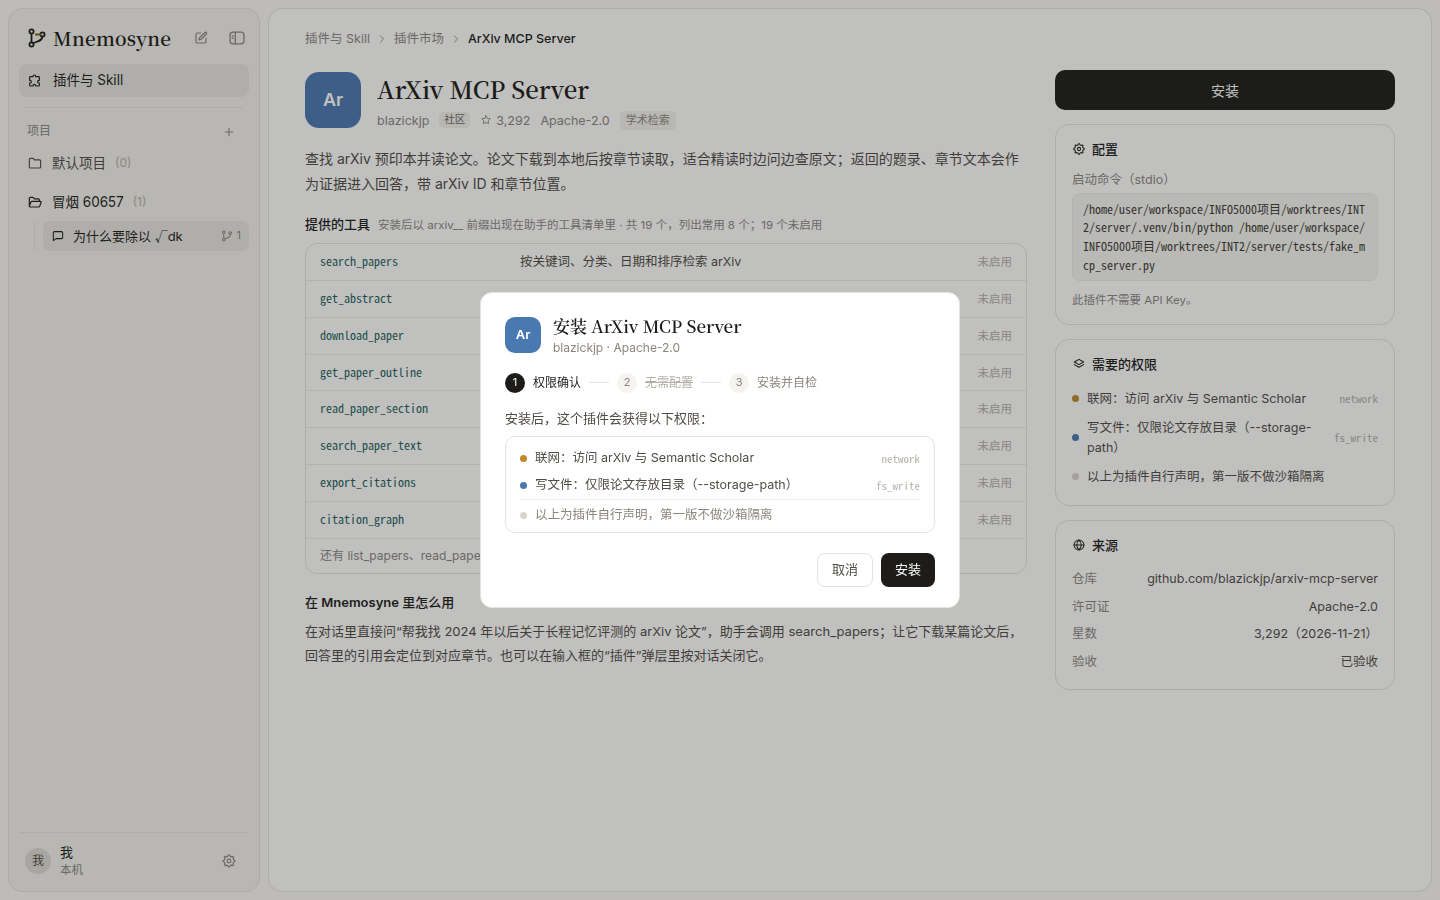 Mnemosyne
插件与 Skill
项目
默认项目 (0)
冒烟 60657 (1)
为什么要除以 √dk 1
我
我
本机
插件与 Skill > 插件市场 > ArXiv MCP Server
Ar
ArXiv MCP Server
blazickjp 社区 3,292 Apache-2.0 学术检索
查找 arXiv 预印本并读论文。论文下载到本地后按章节读取，适合精读时边问边查原文；返回的题录、章节文本会作
为证据进入回答，带 arXiv ID 和章节位置。
提供的工具 安装后以 arxiv__ 前缀出现在助手的工具清单里 · 共 19 个，列出常用 8 个；19 个未启用
search_papers 按关键词、分类、日期和排序检索 arXiv 未启用
get_abstract 未启用
download_paper 未启用
get_paper_outline 未启用
read_paper_section 未启用
search_paper_text 未启用
export_citations 未启用
citation_graph 未启用
还有 list_papers、read_pape
在 Mnemosyne 里怎么用
在对话里直接问“帮我找 2024 年以后关于长程记忆评测的 arXiv 论文”，助手会调用 search_papers；让它下载某篇论文后，
回答里的引用会定位到对应章节。也可以在输入框的“插件”弹层里按对话关闭它。
安装
配置
启动命令（stdio）
/home/user/workspace/INFO5000项目/worktrees/INT
2/server/.venv/bin/python /home/user/workspace/
INFO5000项目/worktrees/INT2/server/tests/fake_m
cp_server.py
此插件不需要 API Key。
需要的权限
联网：访问 arXiv 与 Semantic Scholar network
写文件：仅限论文存放目录（--storage-
path） fs_write
以上为插件自行声明，第一版不做沙箱隔离
来源
仓库 github.com/blazickjp/arxiv-mcp-server
许可证 Apache-2.0
星数 3,292（2026-11-21）
验收 已验收
Ar
安装 ArXiv MCP Server
blazickjp · Apache-2.0
1 权限确认 2 无需配置 3 安装并自检
安装后，这个插件会获得以下权限：
联网：访问 arXiv 与 Semantic Scholar network
写文件：仅限论文存放目录（--storage-path） fs_write
以上为插件自行声明，第一版不做沙箱隔离
取消 安装